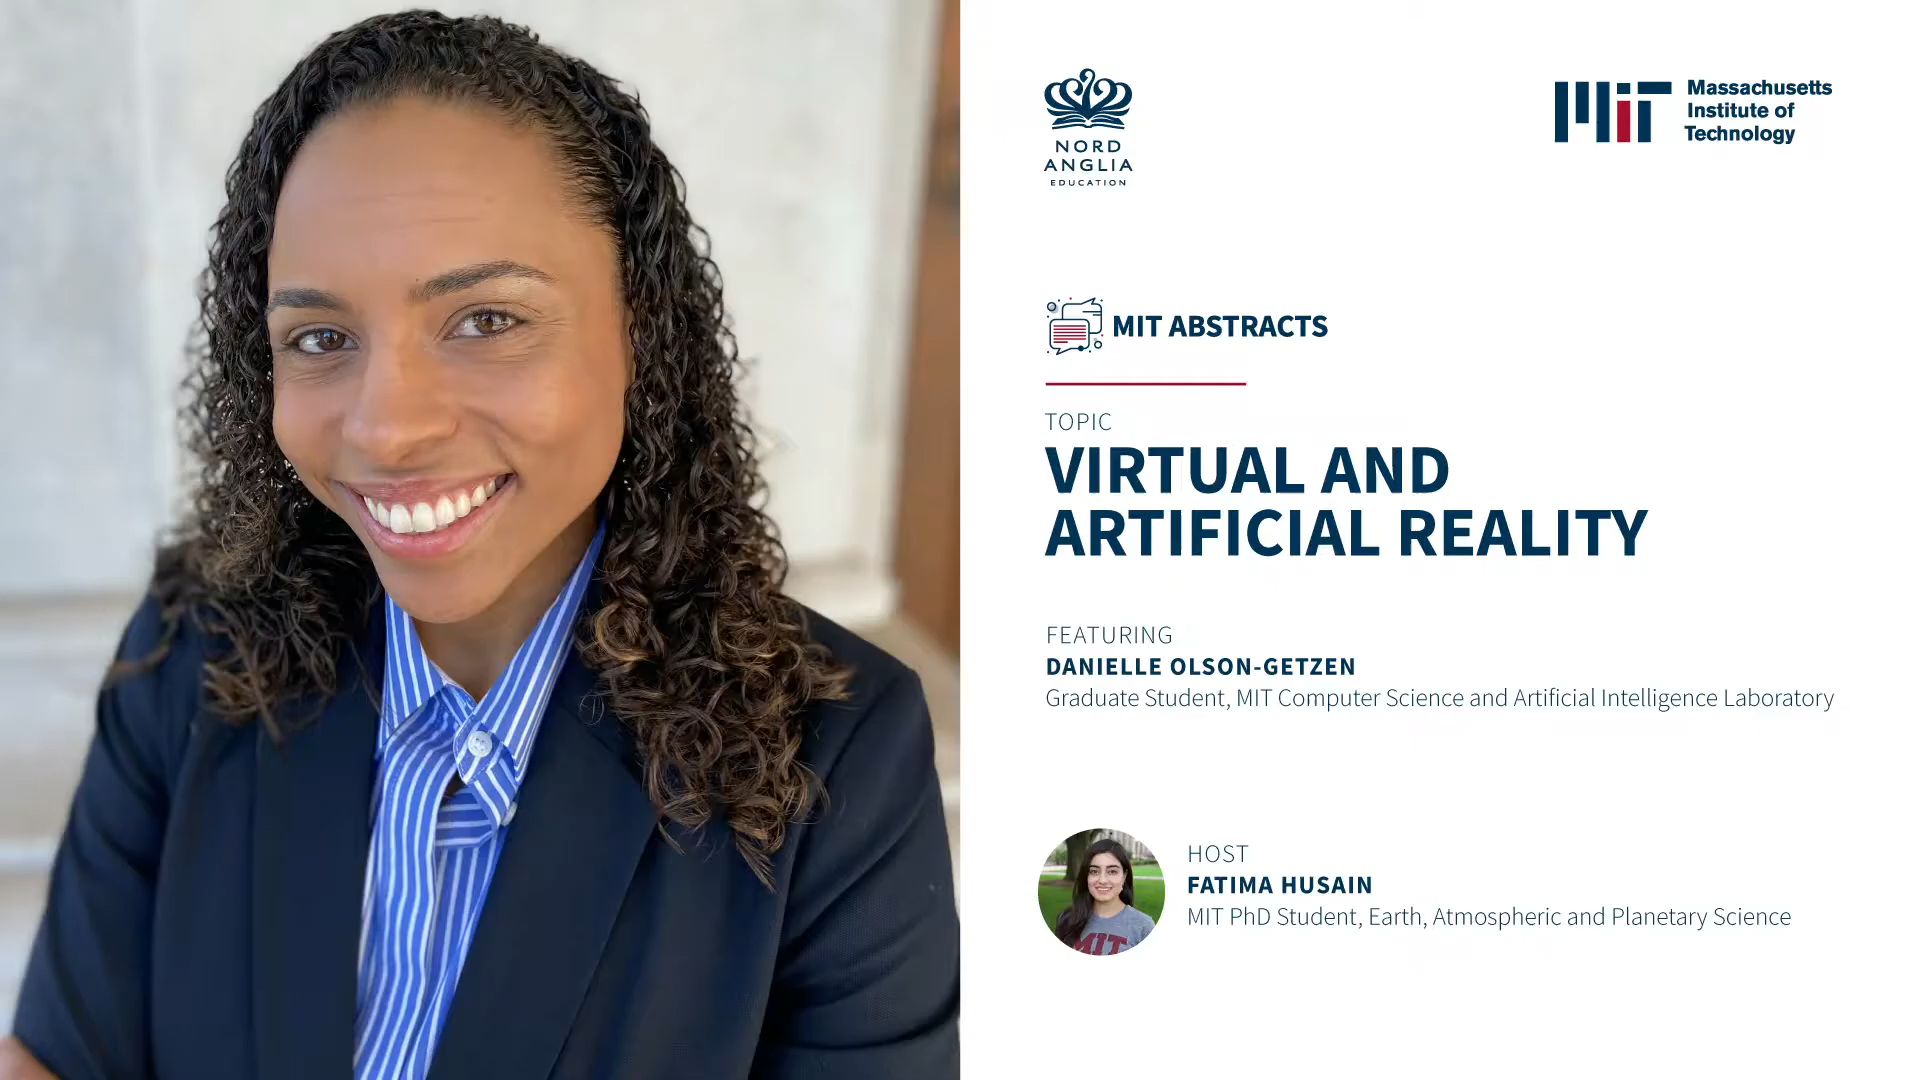 NORD
ANGLIA
EDUCATION
Massachusetts
Institute of
Technology
MIT ABSTRACTS
TOPIC
VIRTUAL AND
ARTIFICIAL REALITY
FEATURING
DANIELLE OLSON-GETZEN
Graduate Student, MIT Computer Science and Artificial Intelligence Laboratory
HOST
FATIMA HUSAIN
MIT PhD Student, Earth, Atmospheric and Planetary Science
MIT